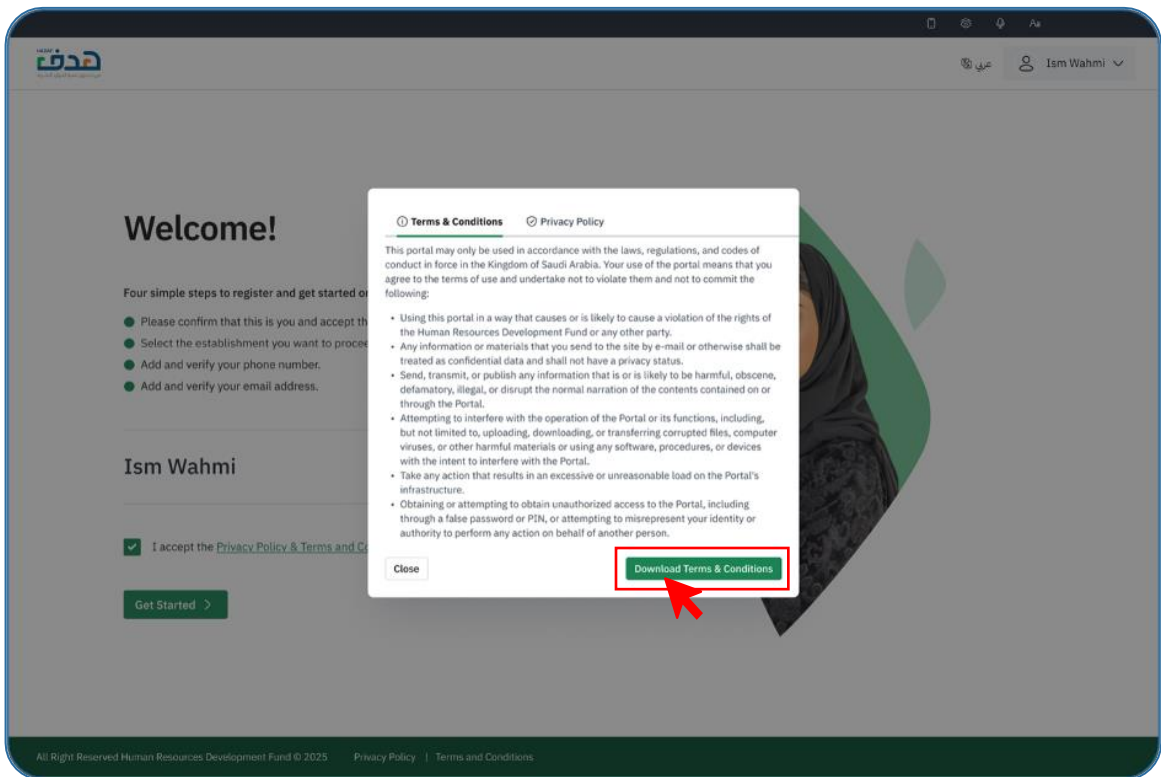 Aa
HADAF
هدف
عربي
Ism Wahmi
Welcome!
Four simple steps to register and get started o
Please confirm that this is you and accept th
Select the establishment you want to procee
Add and verify your phone number.
Add and verify your email address.
Ism Wahmi
I accept the Privacy Policy & Terms and Co
Get Started
Terms & Conditions Privacy Policy
This portal may only be used in accordance with the laws, regulations, and codes of
conduct in force in the Kingdom of Saudi Arabia. Your use of the portal means that you
agree to the terms of use and undertake not to violate them and not to commit the
following:
• Using this portal in a way that causes or is likely to cause a violation of the rights of
the Human Resources Development Fund or any other party.
• Any information or materials that you send to the site by e-mail or otherwise shall be
treated as confidential data and shall not have a privacy status.
• Send, transmit, or publish any information that is or is likely to be harmful, obscene,
defamatory, illegal, or disrupt the normal narration of the contents contained on or
through the Portal.
• Attempting to interfere with the operation of the Portal or its functions, including,
but not limited to, uploading, downloading, or transferring corrupted files, computer
viruses, or other harmful materials or using any software, procedures, or devices
with the intent to interfere with the Portal.
• Take any action that results in an excessive or unreasonable load on the Portal's
infrastructure.
• Obtaining or attempting to obtain unauthorized access to the Portal, including
through a false password or PIN, or attempting to misrepresent your identity or
authority to perform any action on behalf of another person.
Close
Download Terms & Conditions
All Right Reserved Human Resources Development Fund © 2025 Privacy Policy | Terms and Conditions